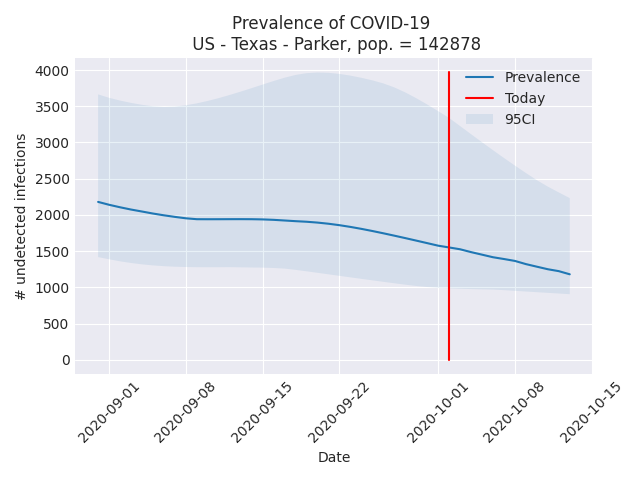 Prevalence of COVID-19
US - Texas - Parker, pop. = 142878
4000
3500
3000
2500
2000
1500
1000
500
0
# undetected infections
Prevalence
Today
95CI
2020-09-01
2020-09-08
2020-09-15
2020-09-22
2020-10-01
2020-10-08
2020-10-15
Date